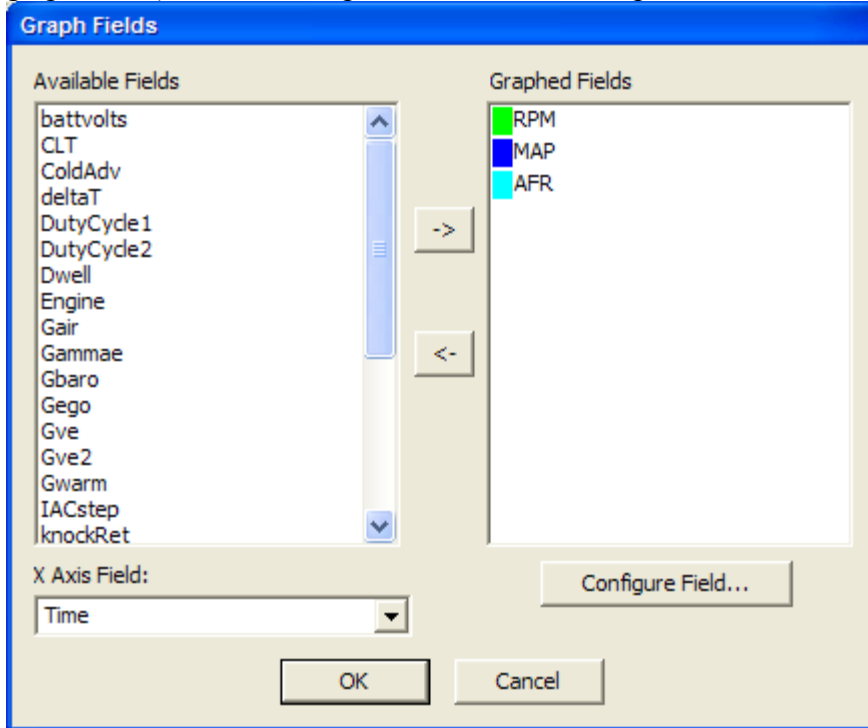 Graph Fields
Available Fields
battvolts
CLT
ColdAdv
deltaT
DutyCycle1
DutyCycle2
Dwell
Engine
Gair
Gammae
Gbaro
Gego
Gve
Gve2
Gwarm
IACstep
knockRet
X Axis Field:
Time
->
<-
Graphed Fields
RPM
MAP
AFR
Configure Field...
OK
Cancel